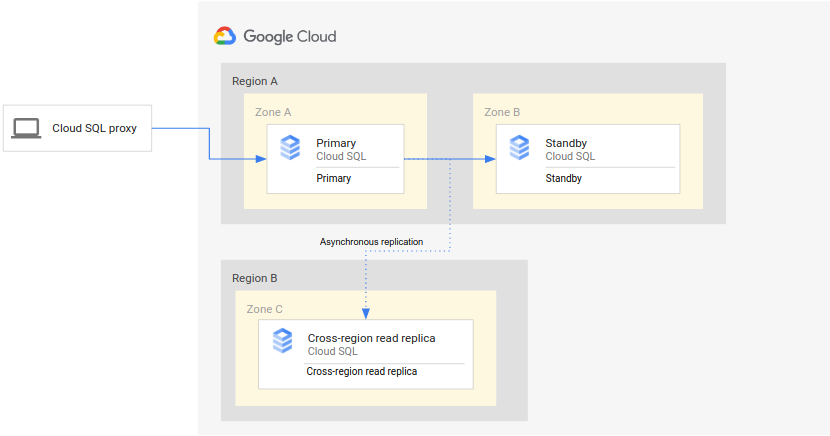 Google Cloud
Region A
Zone A
Zone B
Cloud SQL proxy
Primary
Cloud SQL
Primary
Standby
Cloud SQL
Standby
Asynchronous replication
Region B
Zone C
Cross-region read replica
Cloud SQL
Cross-region read replica